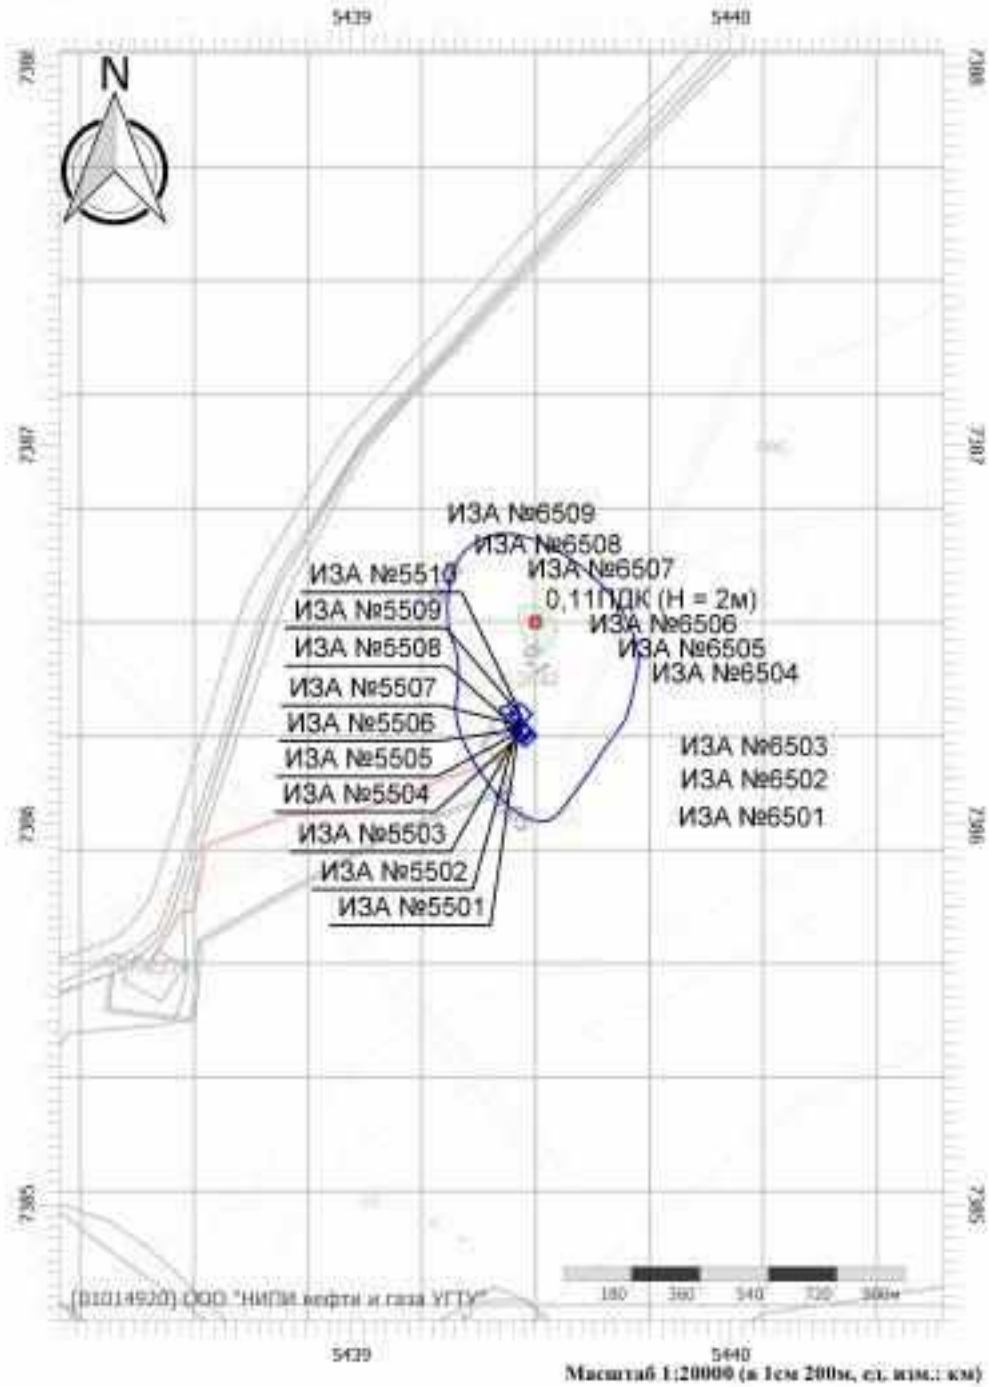 5439
5440
7388
7388
N
7387
7387
ИЗА №6509
ИЗА №6508
ИЗА №6507
ИЗА №5510
0,11ПДК (H = 2м)
ИЗА №5509
ИЗА №6506
ИЗА №6505
ИЗА №5508
ИЗА №6504
ИЗА №5507
ИЗА №5506
ИЗА №6503
ИЗА №5505
ИЗА №6502
ИЗА №5504
ИЗА №6501
7386
7386
ИЗА №5503
ИЗА №5502
ИЗА №5501
7385
7385
180 360 540 720 900м
(01014920) ООО "НИПИ нефти и газа УГТУ"
5439
5440
Масштаб 1:20000 (в 1см 200м, ед. изм.: км)